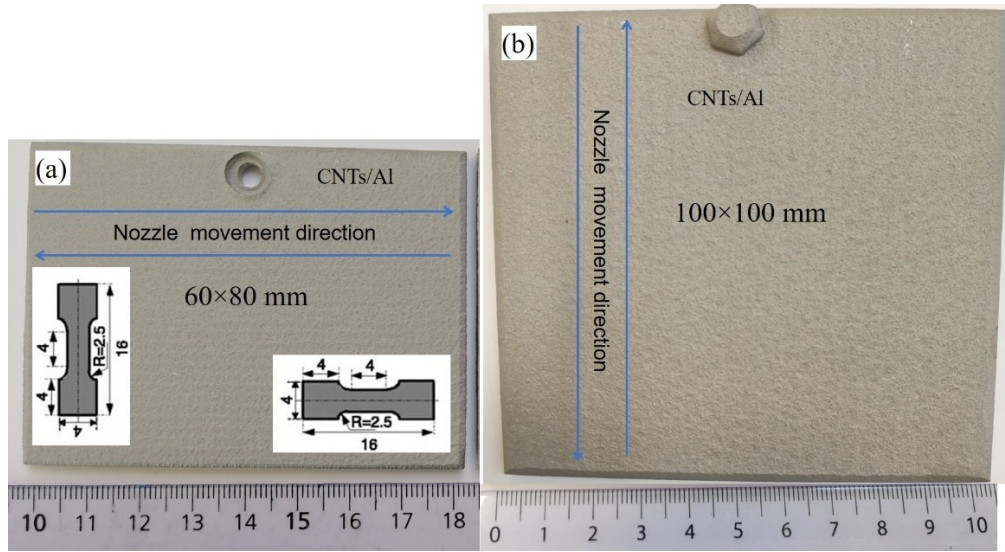 (a)
CNTs/Al
Nozzle movement direction
60×80 mm
4
4
R=2.5
16
4
4
4
4
R=2.5
16
10 11 12 13 14 15 16 17 18
(b)
CNTs/Al
Nozzle movement direction
100×100 mm
0 1 2 3 4 5 6 7 8 9 10